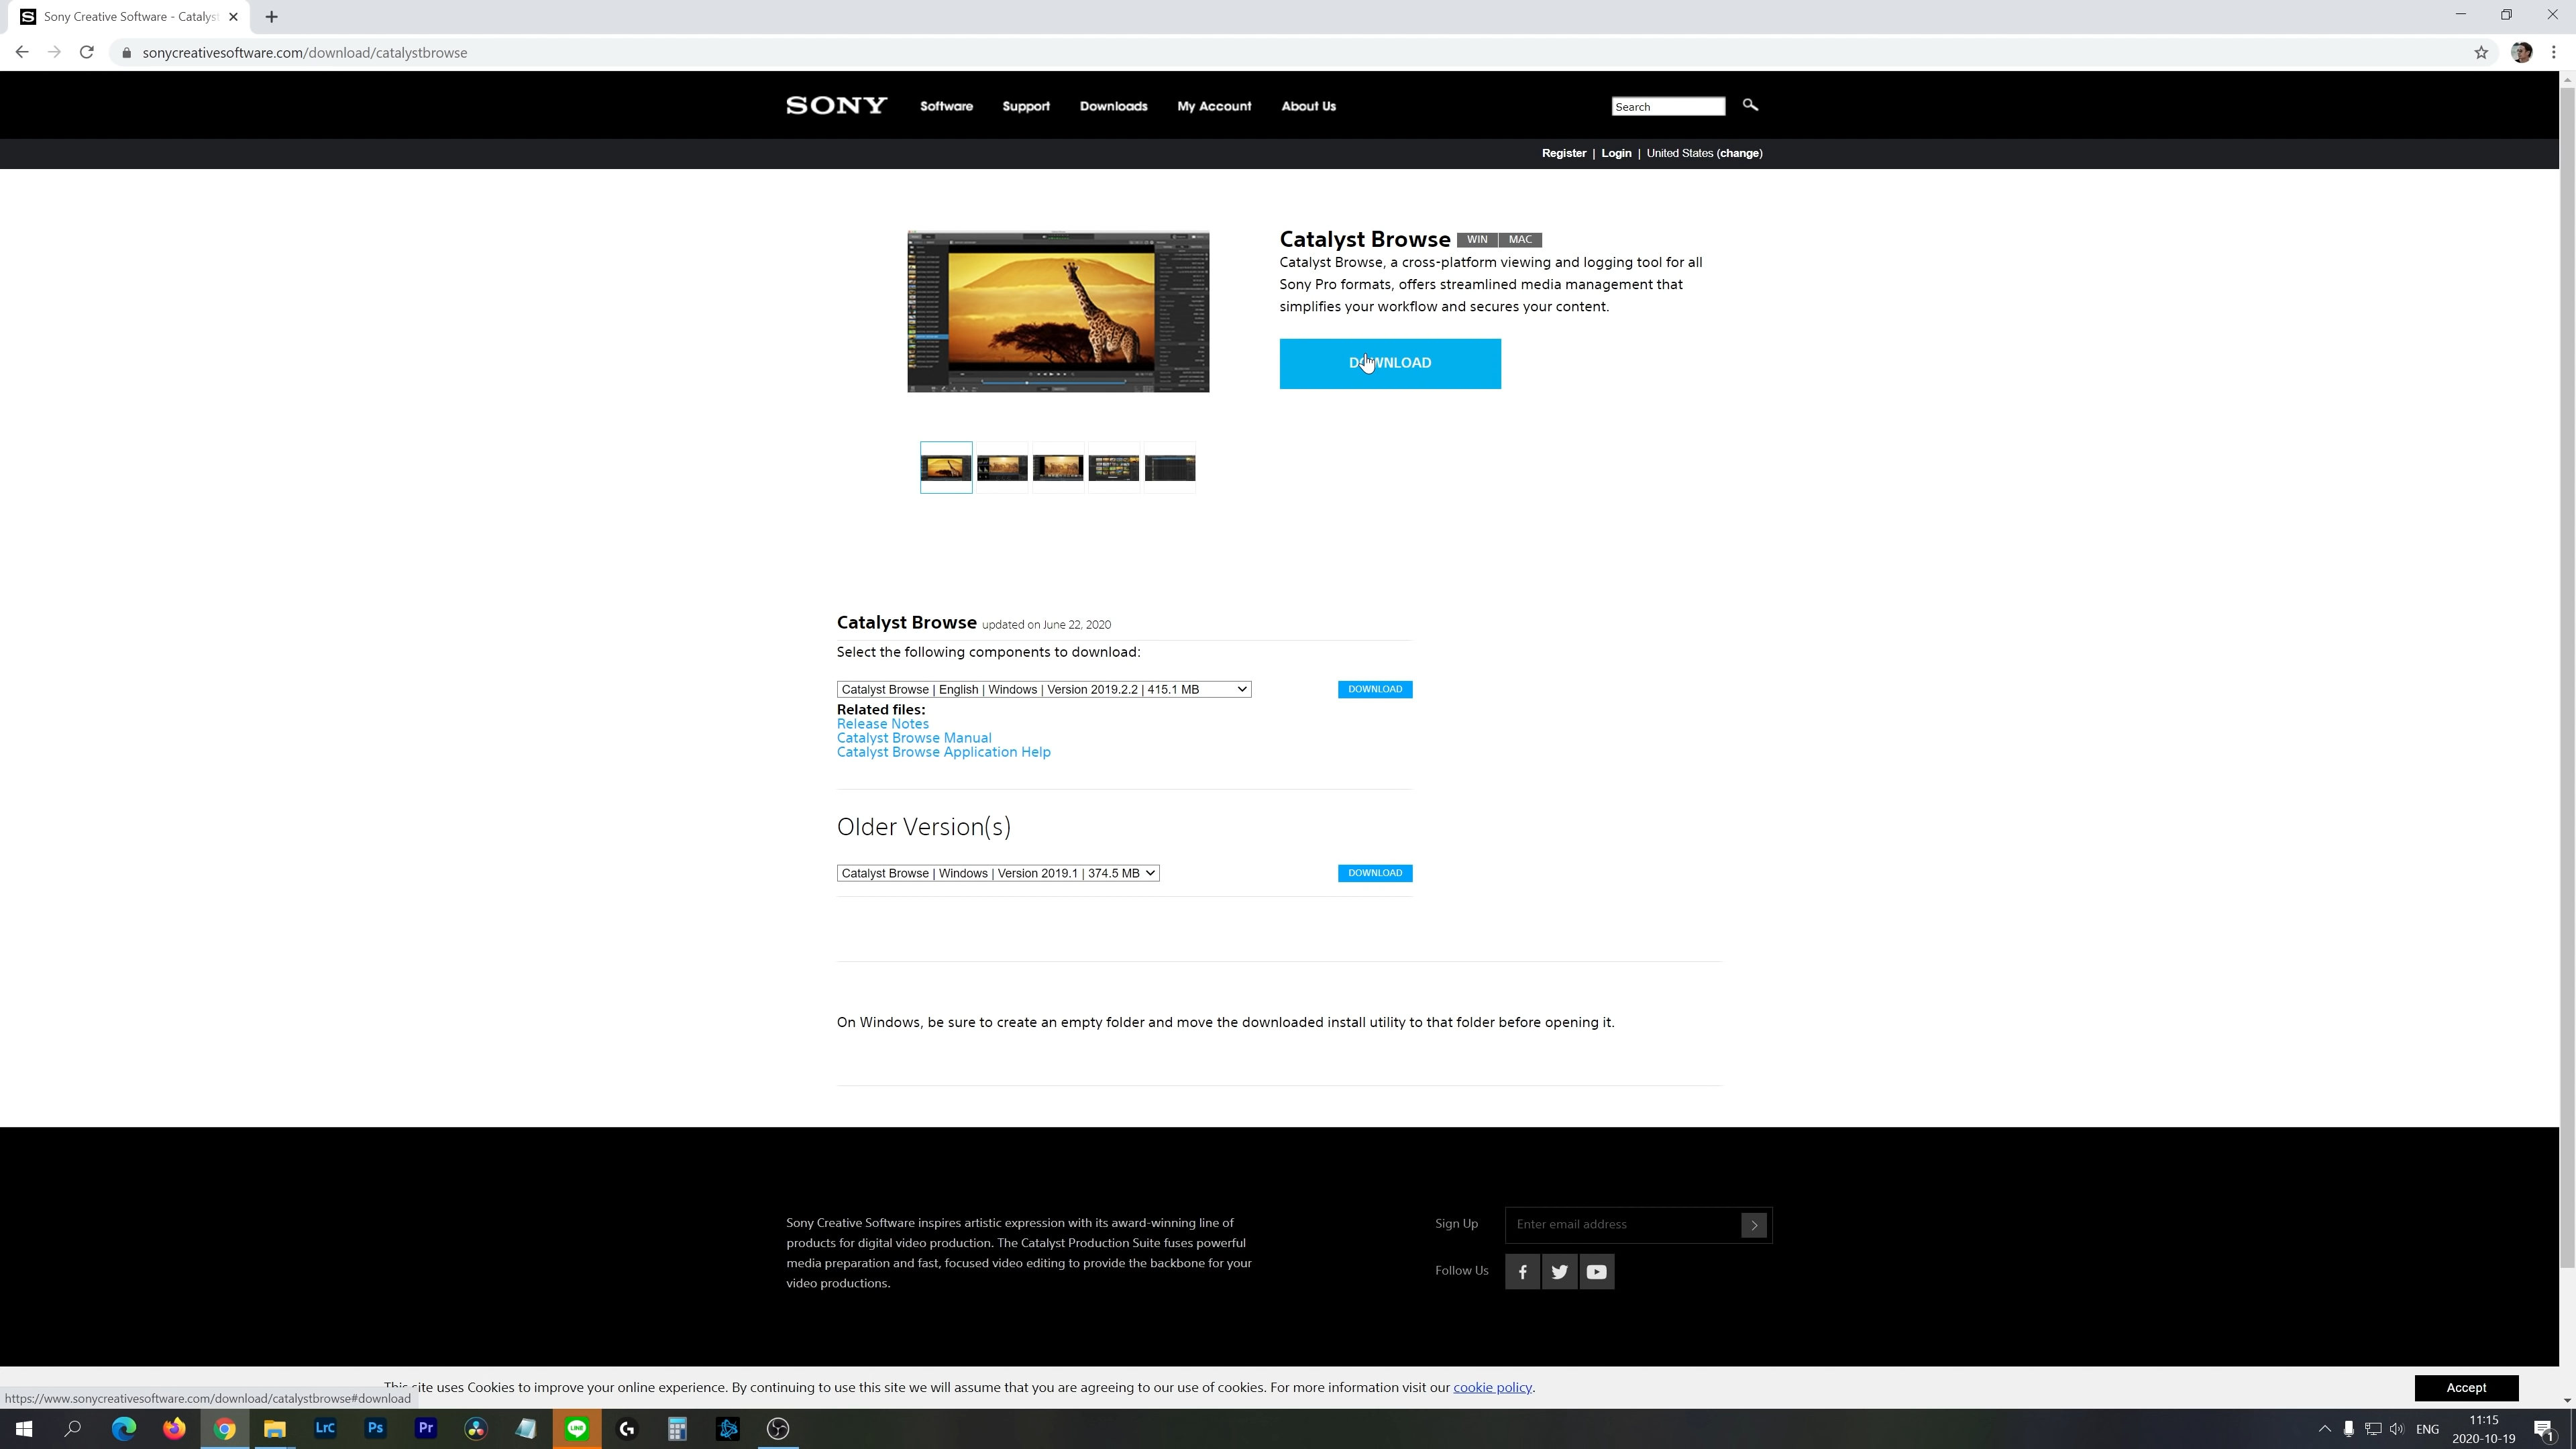 Sony Creative Software - Catalyst
sonycreativesoftware.com/download/catalystbrowse
SONY
Software
Support
Downloads
My Account
About Us
Search
Register | Login | United States (change)
Catalyst Browse WIN MAC
Catalyst Browse, a cross-platform viewing and logging tool for all
Sony Pro formats, offers streamlined media management that
simplifies your workflow and secures your content.
DOWNLOAD
Catalyst Browse updated on June 22, 2020
Select the following components to download:
Catalyst Browse | English | Windows | Version 2019.2.2 | 415.1 MB
DOWNLOAD
Related files:
Release Notes
Catalyst Browse Manual
Catalyst Browse Application Help
Older Version(s)
Catalyst Browse | Windows | Version 2019.1 | 374.5 MB
DOWNLOAD
On Windows, be sure to create an empty folder and move the downloaded install utility to that folder before opening it.
Sony Creative Software inspires artistic expression with its award-winning line of
products for digital video production. The Catalyst Production Suite fuses powerful
media preparation and fast, focused video editing to provide the backbone for your
video productions.
Sign Up
Enter email address
Follow Us
This site uses Cookies to improve your online experience. By continuing to use this site we will assume that you are agreeing to our use of cookies. For more information visit our cookie policy.
Accept
https://www.sonycreativesoftware.com/download/catalystbrowse#download
LrC
Ps
Pr
LINE
ENG
11:15
2020-10-19
1